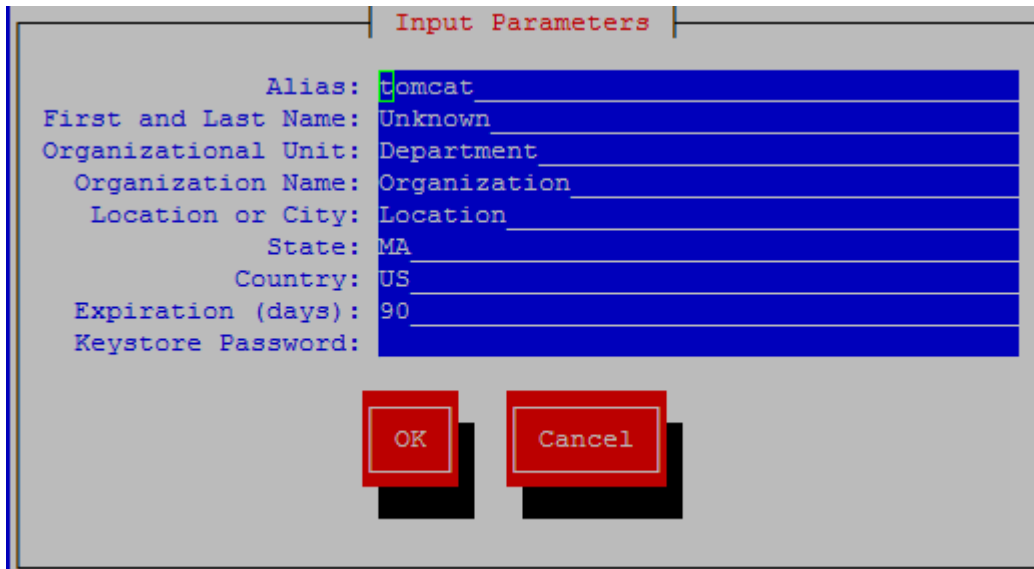 Input Parameters
Alias: tomcat
First and Last Name: Unknown
Organizational Unit: Department
Organization Name: Organization
Location or City: Location
State: MA
Country: US
Expiration (days): 90
Keystore Password:
OK Cancel